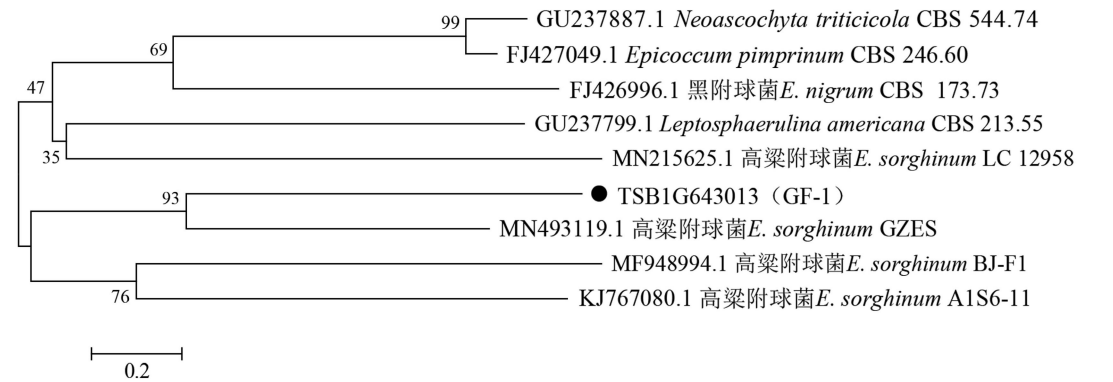 99
GU237887.1 Neoascochyta triticicola CBS 544.74
69
FJ427049.1 Epicoccum pimprinum CBS 246.60
47
FJ426996.1 黑附球菌E. nigrum CBS 173.73
GU237799.1 Leptosphaerulina americana CBS 213.55
35
MN215625.1 高粱附球菌E. sorghinum LC 12958
93
TSB1G643013（GF-1）
MN493119.1 高粱附球菌E. sorghinum GZES
MF948994.1 高粱附球菌E. sorghinum BJ-F1
76
KJ767080.1 高粱附球菌E. sorghinum A1S6-11
0.2